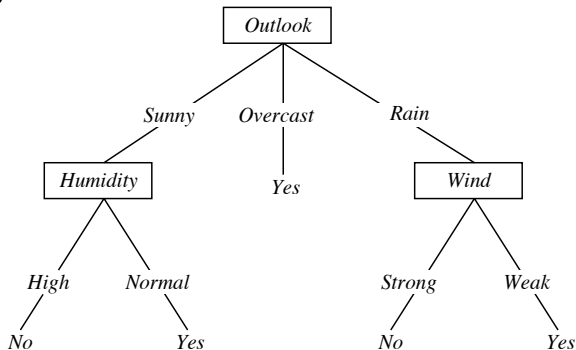 Outlook
Sunny Overcast Rain
Humidity Yes Wind
High Normal Strong Weak
No Yes No Yes